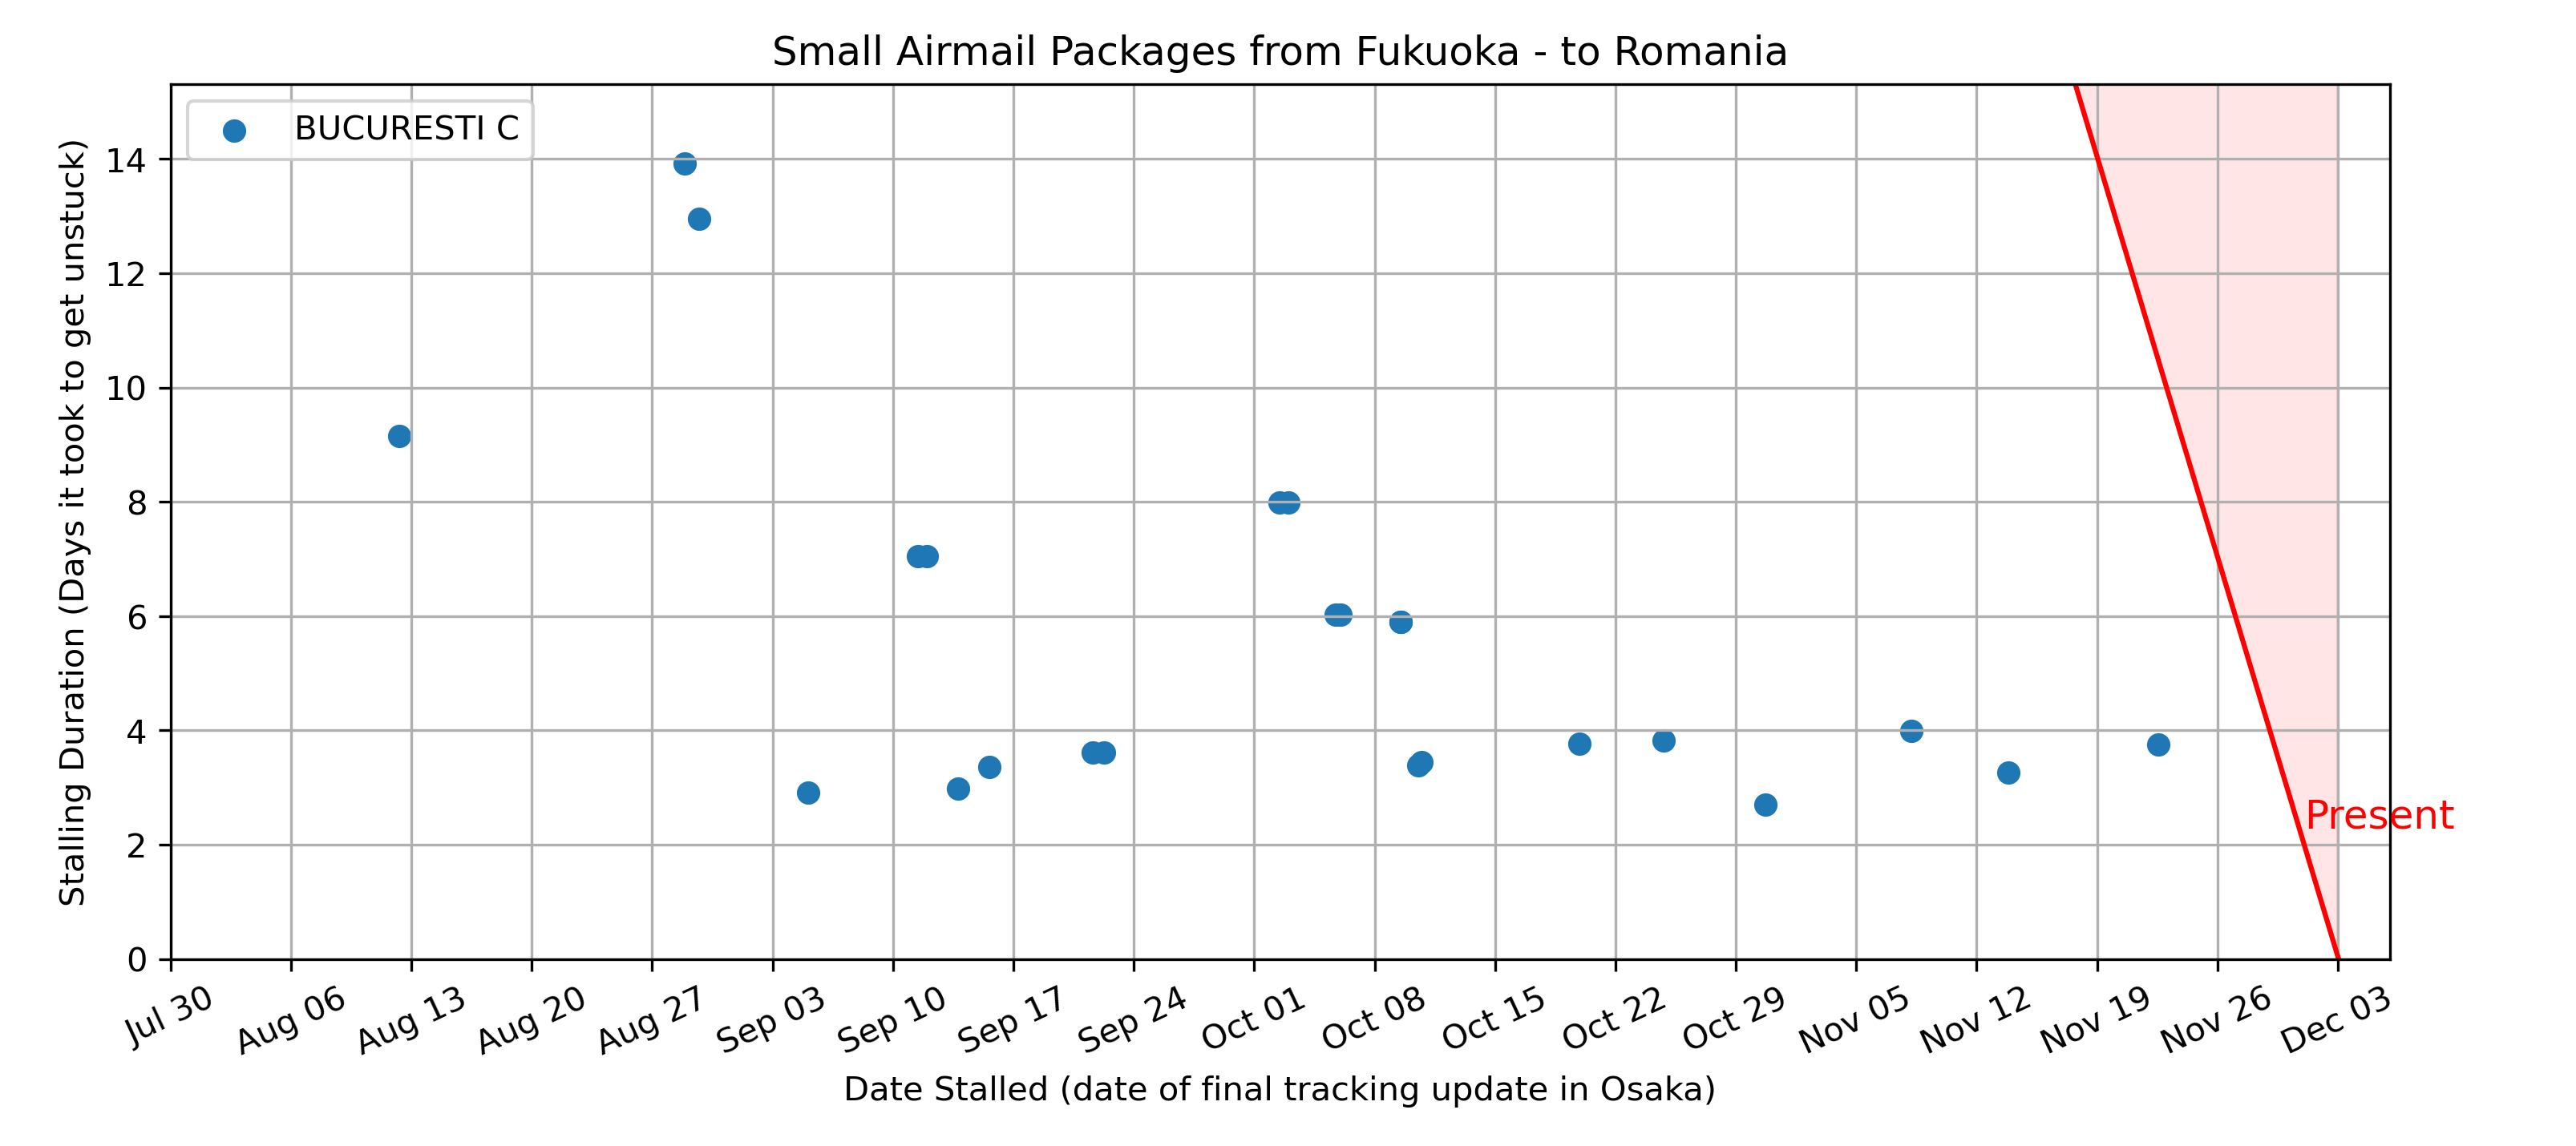 Small Airmail Packages from Fukuoka - to Romania
BUCURESTI C
Stalling Duration (Days it took to get unstuck)
14
12
10
8
6
4
2
0
Present
Jul 30
Aug 06
Aug 13
Aug 20
Aug 27
Sep 03
Sep 10
Sep 17
Sep 24
Oct 01
Oct 08
Oct 15
Oct 22
Oct 29
Nov 05
Nov 12
Nov 19
Nov 26
Dec 03
Date Stalled (date of final tracking update in Osaka)